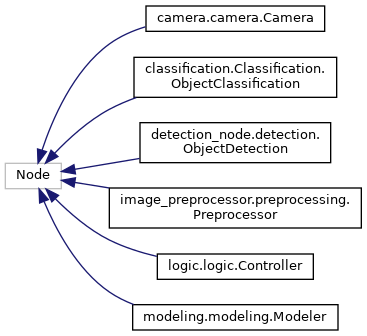 camera.camera.Camera
classification.Classification.
ObjectClassification
detection_node.detection.
ObjectDetection
Node
image_preprocessor.preprocessing.
Preprocessor
logic.logic.Controller
modeling.modeling.Modeler